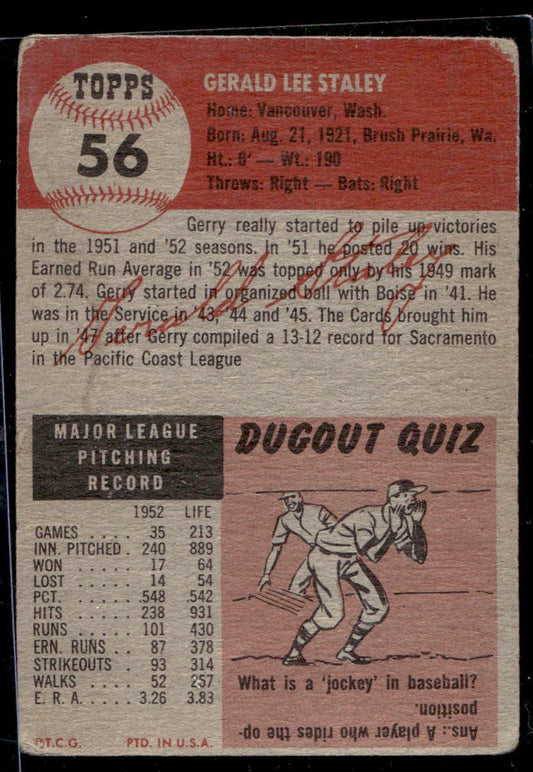 TOPPS
56
GERALD LEE STALEY
Home: Vancouver, Wash.
Born: Aug. 21, 1921, Brush Prairie, Wa.
Ht.: 6' — Wt.: 190
Throws: Right — Bats: Right
Gerry really started to pile up victories
in the 1951 and '52 seasons. In '51 he posted 20 wins. His
Earned Run Average in '52 was topped only by his 1949 mark
of 2.74. Gerry started in organized ball with Boise in '41. He
was in the Service in '43, '44 and '45. The Cards brought him
up in '47 after Gerry compiled a 13-12 record for Sacramento
in the Pacific Coast League
Gerald Staley
MAJOR LEAGUE
PITCHING
RECORD
1952 LIFE
GAMES .... 35 213
INN. PITCHED . 240 889
WON .... 17 64
LOST .... 14 54
PCT. .... .548 .542
HITS .... 238 931
RUNS .... 101 430
ERN. RUNS .. 87 378
STRIKEOUTS . 93 314
WALKS .... 52 257
E. R. A. .... 3.26 3.83
©T.C.G. PTD. IN U.S.A.
DUGOUT QUIZ
What is a 'jockey' in baseball?
Ans.: A player who rides the op-
position.